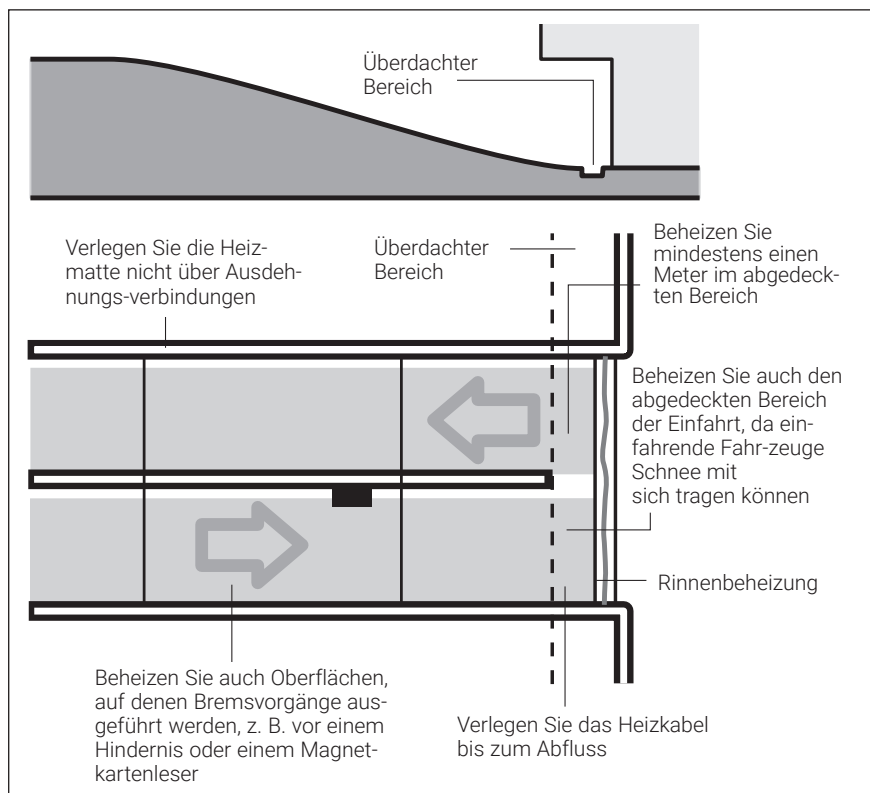 Überdachter
Bereich
Verlegen Sie die Heiz-
matte nicht über Ausdeh-
nungs-verbindungen
Überdachter
Bereich
Beheizen Sie
mindestens einen
Meter im abgedeck-
ten Bereich
Beheizen Sie auch den
abgedeckten Bereich
der Einfahrt, da ein-
fahrende Fahr-zeuge
Schnee mit
sich tragen können
Rinnenbeheizung
Beheizen Sie auch Oberflächen,
auf denen Bremsvorgänge aus-
geführt werden, z. B. vor einem
Hindernis oder einem Magnet-
kartenleser
Verlegen Sie das Heizkabel
bis zum Abfluss